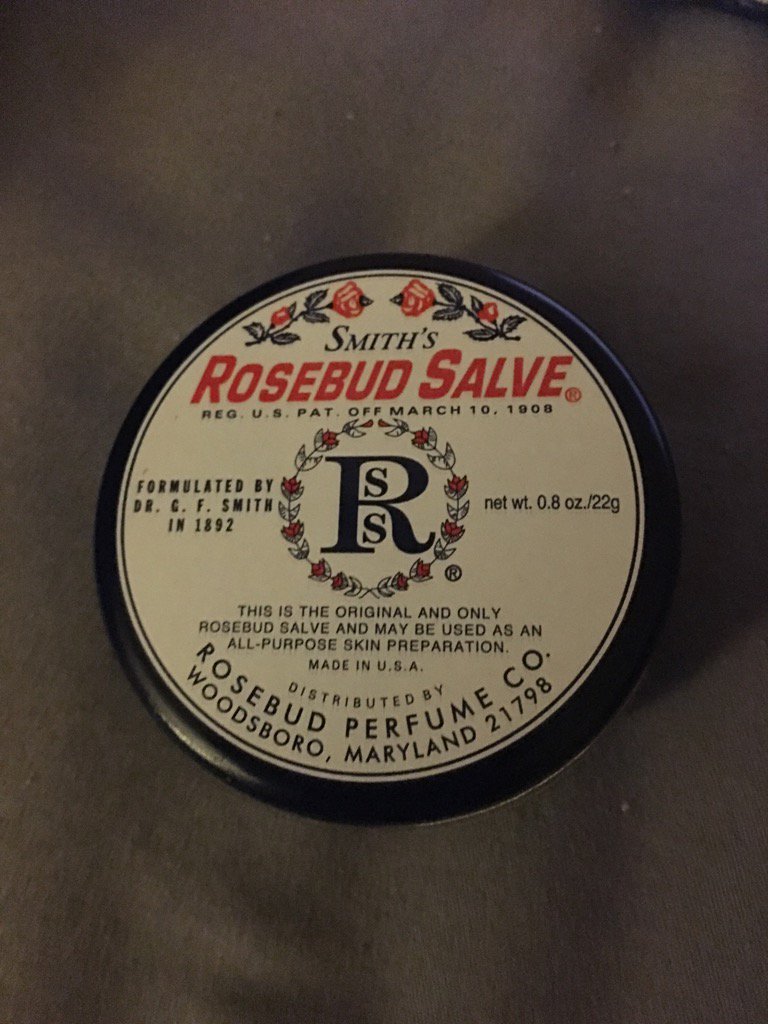 SMITH'S
ROSEBUD SALVE®
REG. U.S. PAT. OFF MARCH 10, 1908
FORMULATED BY
DR. G. F. SMITH
IN 1892
RSS
®
net wt. 0.8 oz./22g
THIS IS THE ORIGINAL AND ONLY
ROSEBUD SALVE AND MAY BE USED AS AN
ALL-PURPOSE SKIN PREPARATION.
MADE IN U.S.A.
DISTRIBUTED BY
ROSEBUD PERFUME CO.
WOODSBORO, MARYLAND 21798